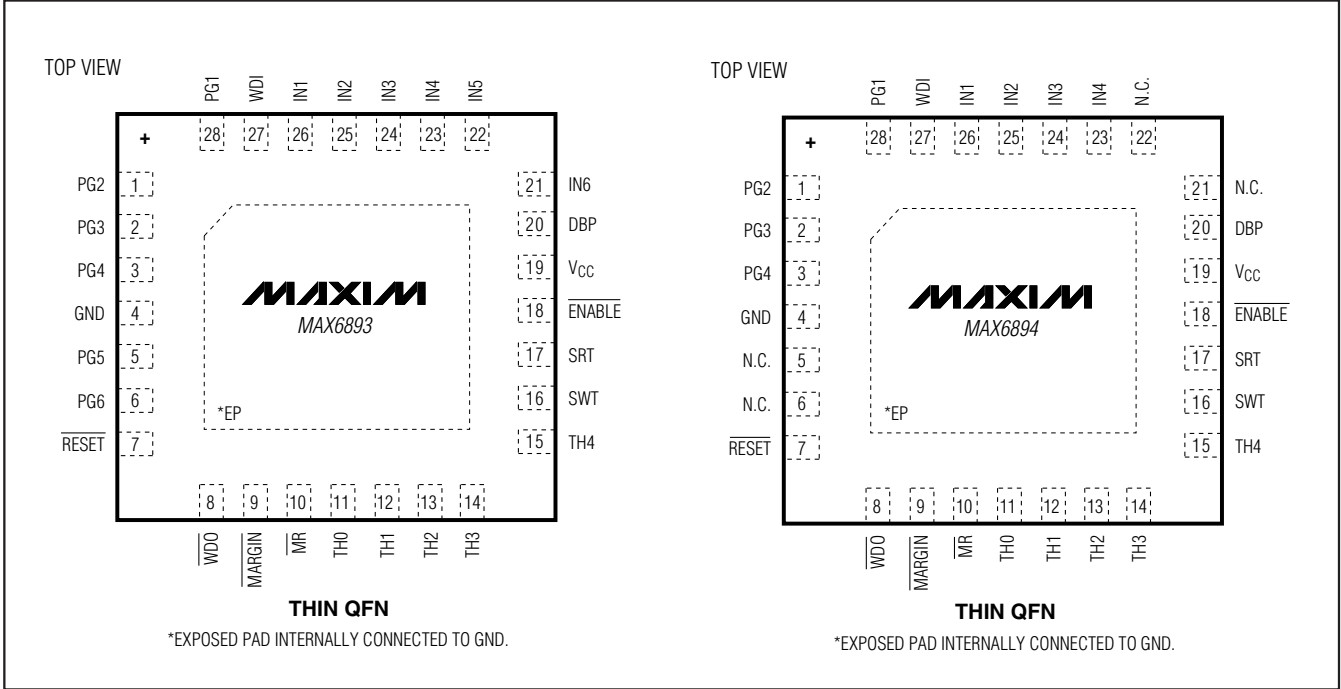 TOP VIEW
PG1 WDI IN1 IN2 IN3 IN4 IN5
+ 28 27 26 25 24 23 22
PG2 1 21 IN6
PG3 2 20 DBP
PG4 3 19 VCC
GND 4 18 ENABLE
PG5 5 17 SRT
PG6 6 16 SWT
RESET 7 15 TH4
MAXIM
MAX6893
*EP
8 9 10 11 12 13 14
WDO MARGIN MR TH0 TH1 TH2 TH3
THIN QFN
*EXPOSED PAD INTERNALLY CONNECTED TO GND.
TOP VIEW
PG1 WDI IN1 IN2 IN3 IN4 N.C.
+ 28 27 26 25 24 23 22
PG2 1 21 N.C.
PG3 2 20 DBP
PG4 3 19 VCC
GND 4 18 ENABLE
N.C. 5 17 SRT
N.C. 6 16 SWT
RESET 7 15 TH4
MAXIM
MAX6894
*EP
8 9 10 11 12 13 14
WDO MARGIN MR TH0 TH1 TH2 TH3
THIN QFN
*EXPOSED PAD INTERNALLY CONNECTED TO GND.